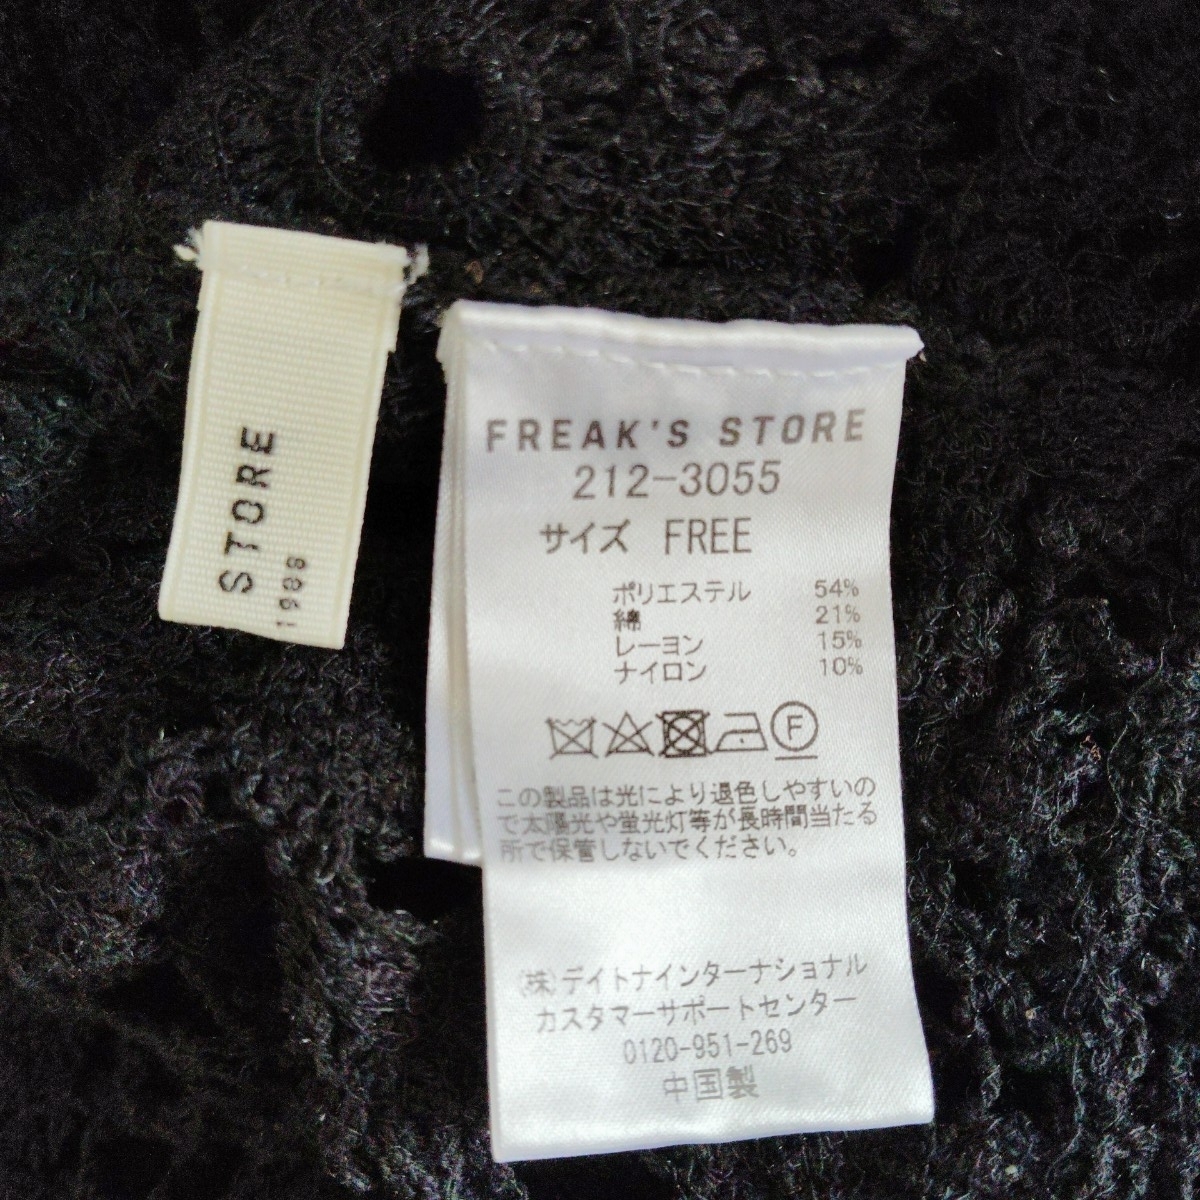 STORE
1986
FREAK'S STORE
212-3055
サイズ FREE
ポリエステル 54%
綿 21%
レーヨン 15%
ナイロン 10%
F
この製品は光により退色しやすいの
で太陽光や蛍光灯等が長時間当たる
所で保管しないでください。
(株)デイトナインターナショナル
カスタマーサポートセンター
0120-951-269
中国製